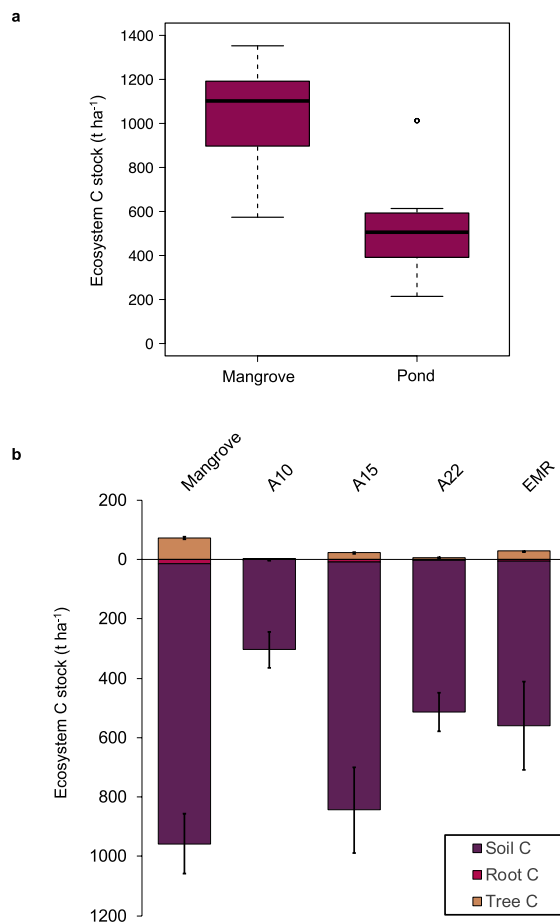 a
Ecosystem C stock (t ha-1)
1400
1200
1000
800
600
400
200
0
Mangrove Pond
b
Mangrove A10 A15 A22 EMR
Ecosystem C stock (t ha-1)
200
0
200
400
600
800
1000
1200
Soil C
Root C
Tree C